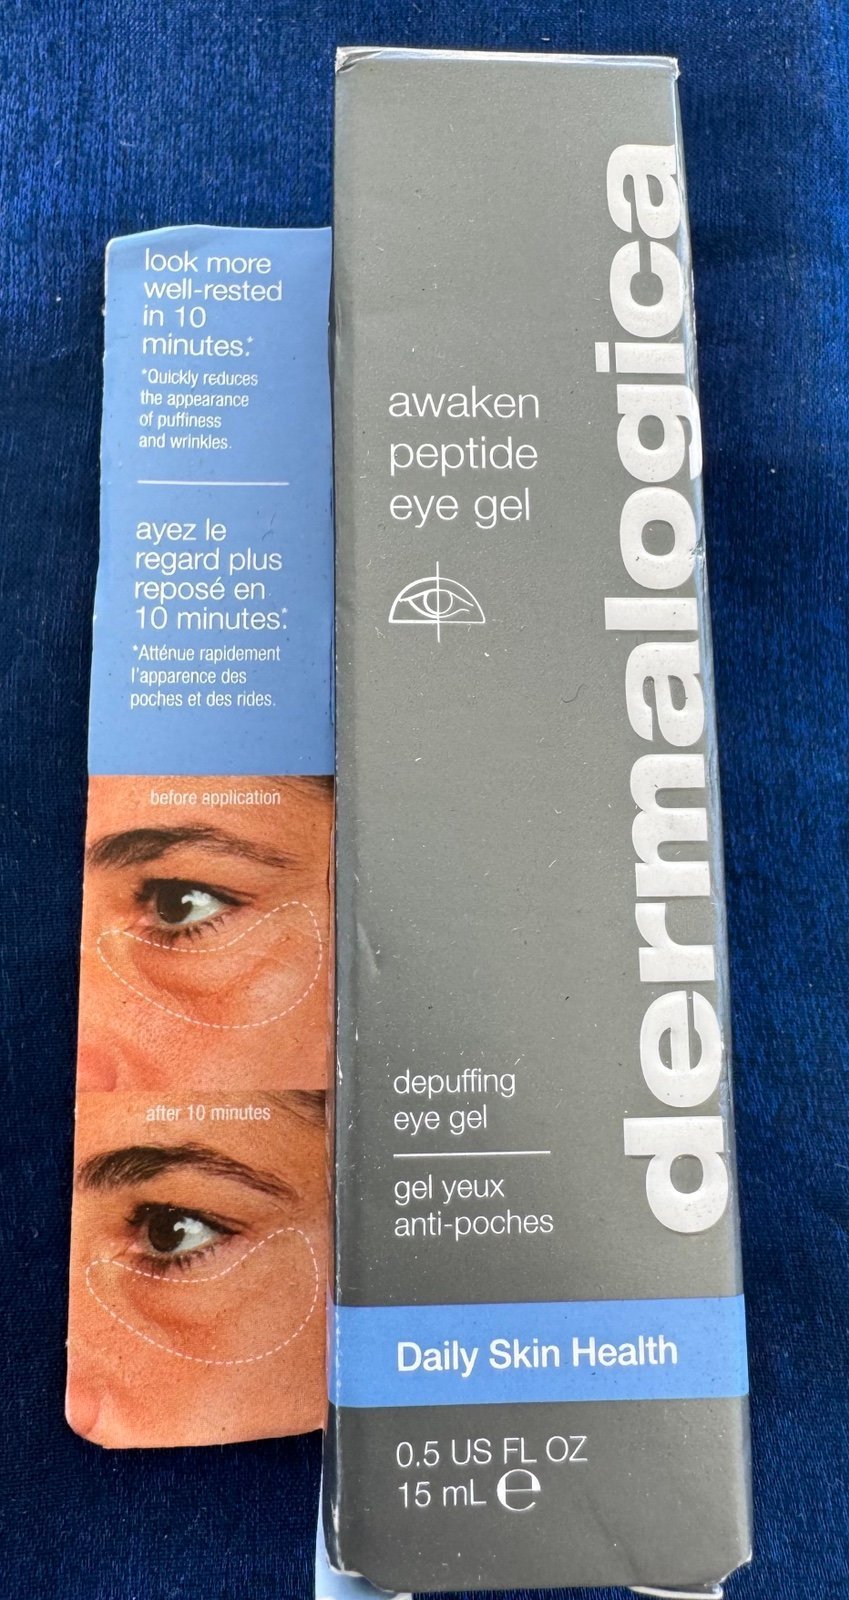 look more
well-rested
in 10
minutes.*
*Quickly reduces
the appearance
of puffiness
and wrinkles.
ayez le
regard plus
reposé en
10 minutes.*
*Atténue rapidement
l'apparence des
poches et des rides.
before application
after 10 minutes
awaken
peptide
eye gel
dermalogica
depuffing
eye gel
gel yeux
anti-poches
Daily Skin Health
0.5 US FL OZ
15 mL ℮